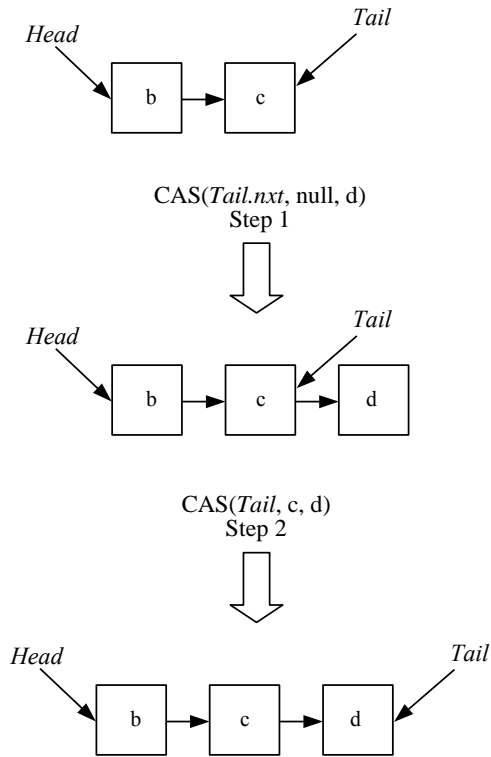 Head
Tail
b
c
CAS(Tail.nxt, null, d)
Step 1
Head
Tail
b
c
d
CAS(Tail, c, d)
Step 2
Head
Tail
b
c
d